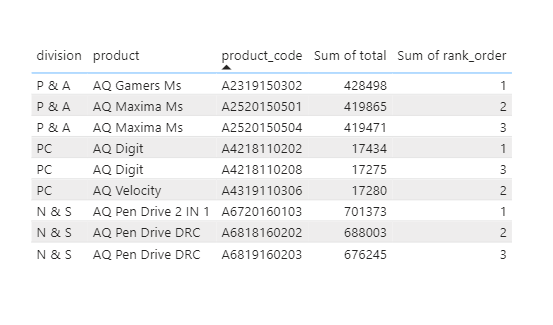 division product product_code Sum of total Sum of rank_order
P & A AQ Gamers Ms A2319150302 428498 1
P & A AQ Maxima Ms A2520150501 419865 2
P & A AQ Maxima Ms A2520150504 419471 3
PC AQ Digit A4218110202 17434 1
PC AQ Digit A4218110208 17275 3
PC AQ Velocity A4319110306 17280 2
N & S AQ Pen Drive 2 IN 1 A6720160103 701373 1
N & S AQ Pen Drive DRC A6818160202 688003 2
N & S AQ Pen Drive DRC A6819160203 676245 3